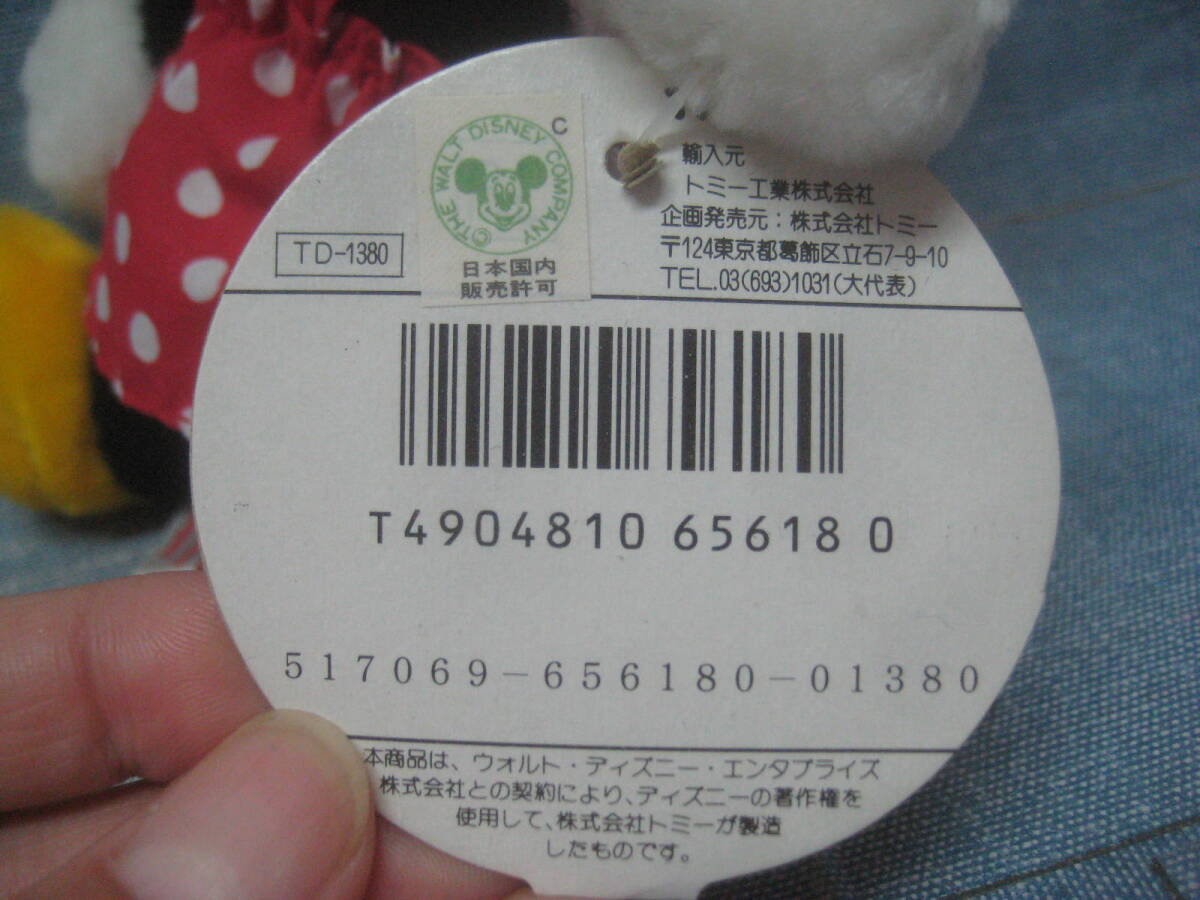 TD-1380
C
©THE WALT DISNEY COMPANY
日本国内
販売許可
輸入元
トミー工業株式会社
企画発売元：株式会社トミー
〒124東京都葛飾区立石7-9-10
TEL.03(693)1031(大代表)
T4904810 656180
517069-656180-01380
本商品は、ウォルト・ディズニー・エンタプライズ
株式会社との契約により、ディズニーの著作権を
使用して、株式会社トミーが製造
したものです。